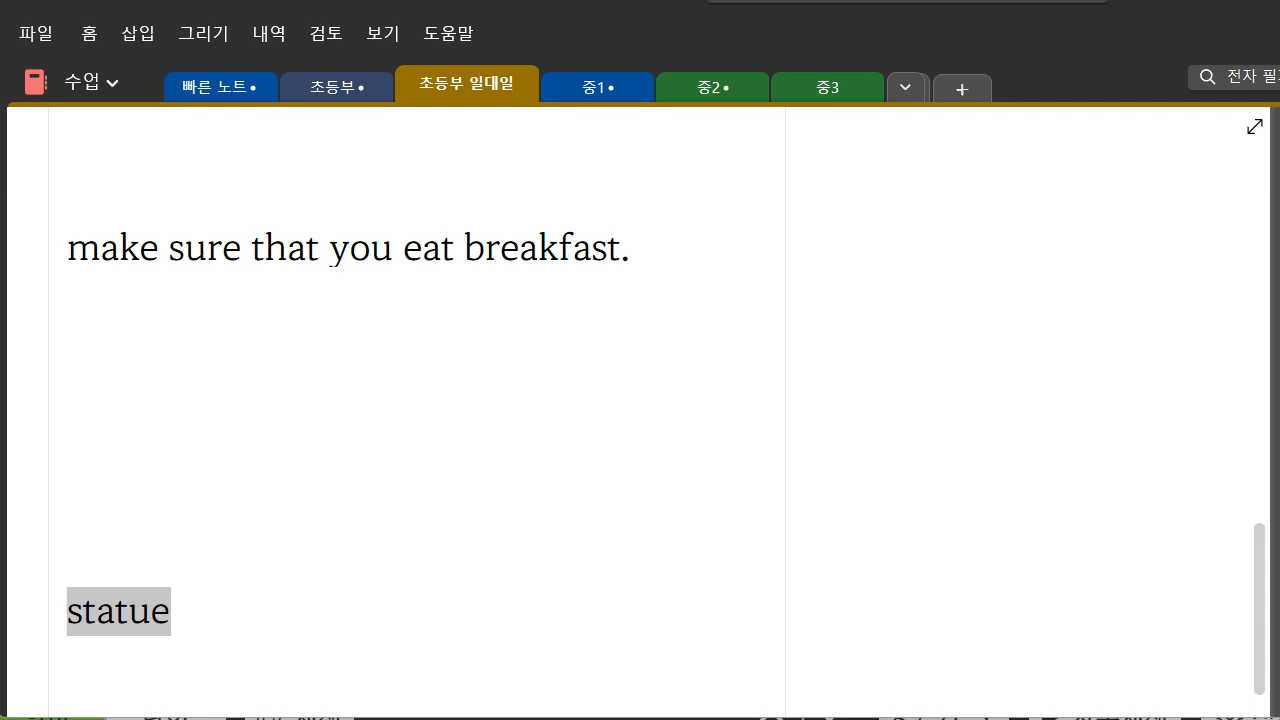 파일 홈 삽입 그리기 내역 검토 보기 도움말
수업 빠른 노트 초등부 초등부 일대일 중1 중2 중3 + 전자
make sure that you eat breakfast.
statue